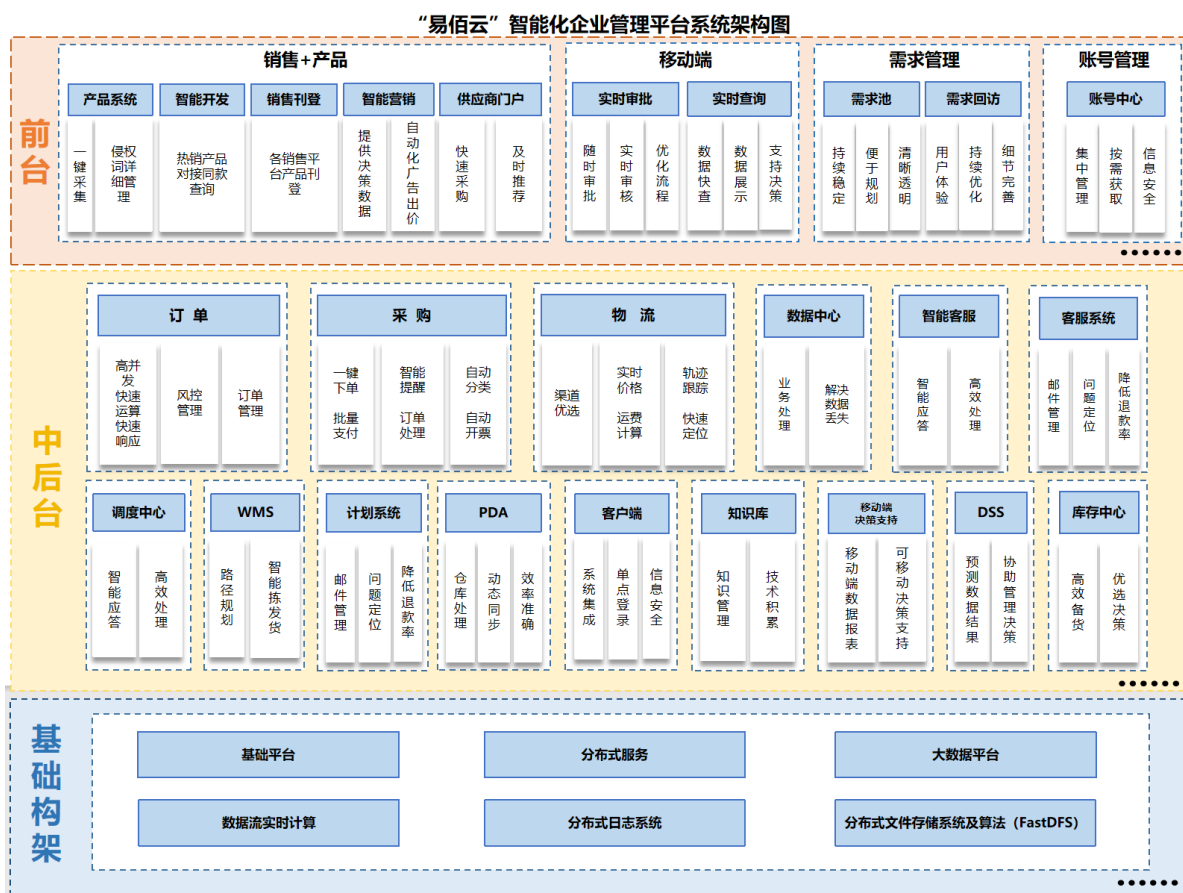 “易佰云”智能化企业管理平台系统架构图
前台
销售+产品
产品系统
一键采集
侵权词详细管理
智能开发
热销产品
对接同款
查询
销售刊登
各销售平
台产品刊
登
智能营销
提供决策数据
自动化广告出价
供应商门户
快速采购
及时推荐
移动端
实时审批
随时审批
实时审核
优化流程
实时查询
数据快查
数据展示
支持决策
需求管理
需求池
持续稳定
便于规划
清晰透明
需求回访
用户体验
持续优化
细节完善
账号管理
账号中心
集中管理
按需获取
信息安全
••••••
中后台
订 单
高并
发
快速
运算
快速
响应
风控
管理
订单
管理
采 购
一键
下单
批量
支付
智能
提醒
订单
处理
自动
分类
自动
开票
物 流
渠道
优选
实时
价格
运费
计算
轨迹
跟踪
快速
定位
数据中心
业务处理
解决
数据
丢失
智能客服
智能应答
高效处理
客服系统
邮件管理
问题定位
降低退款率
调度中心
智能应答
高效处理
WMS
路径规划
智能拣发货
计划系统
邮件管理
问题定位
降低退款率
PDA
仓库处理
动态同步
效率准确
客户端
系统集成
单点登录
信息安全
知识库
知识管理
技术积累
移动端
决策支持
移动端数据报表
可移动决策支持
DSS
预测数据结果
协助管理决策
库存中心
高效备货
优选决策
••••••
基础构架
基础平台
分布式服务
大数据平台
数据流实时计算
分布式日志系统
分布式文件存储系统及算法（FastDFS）
••••••